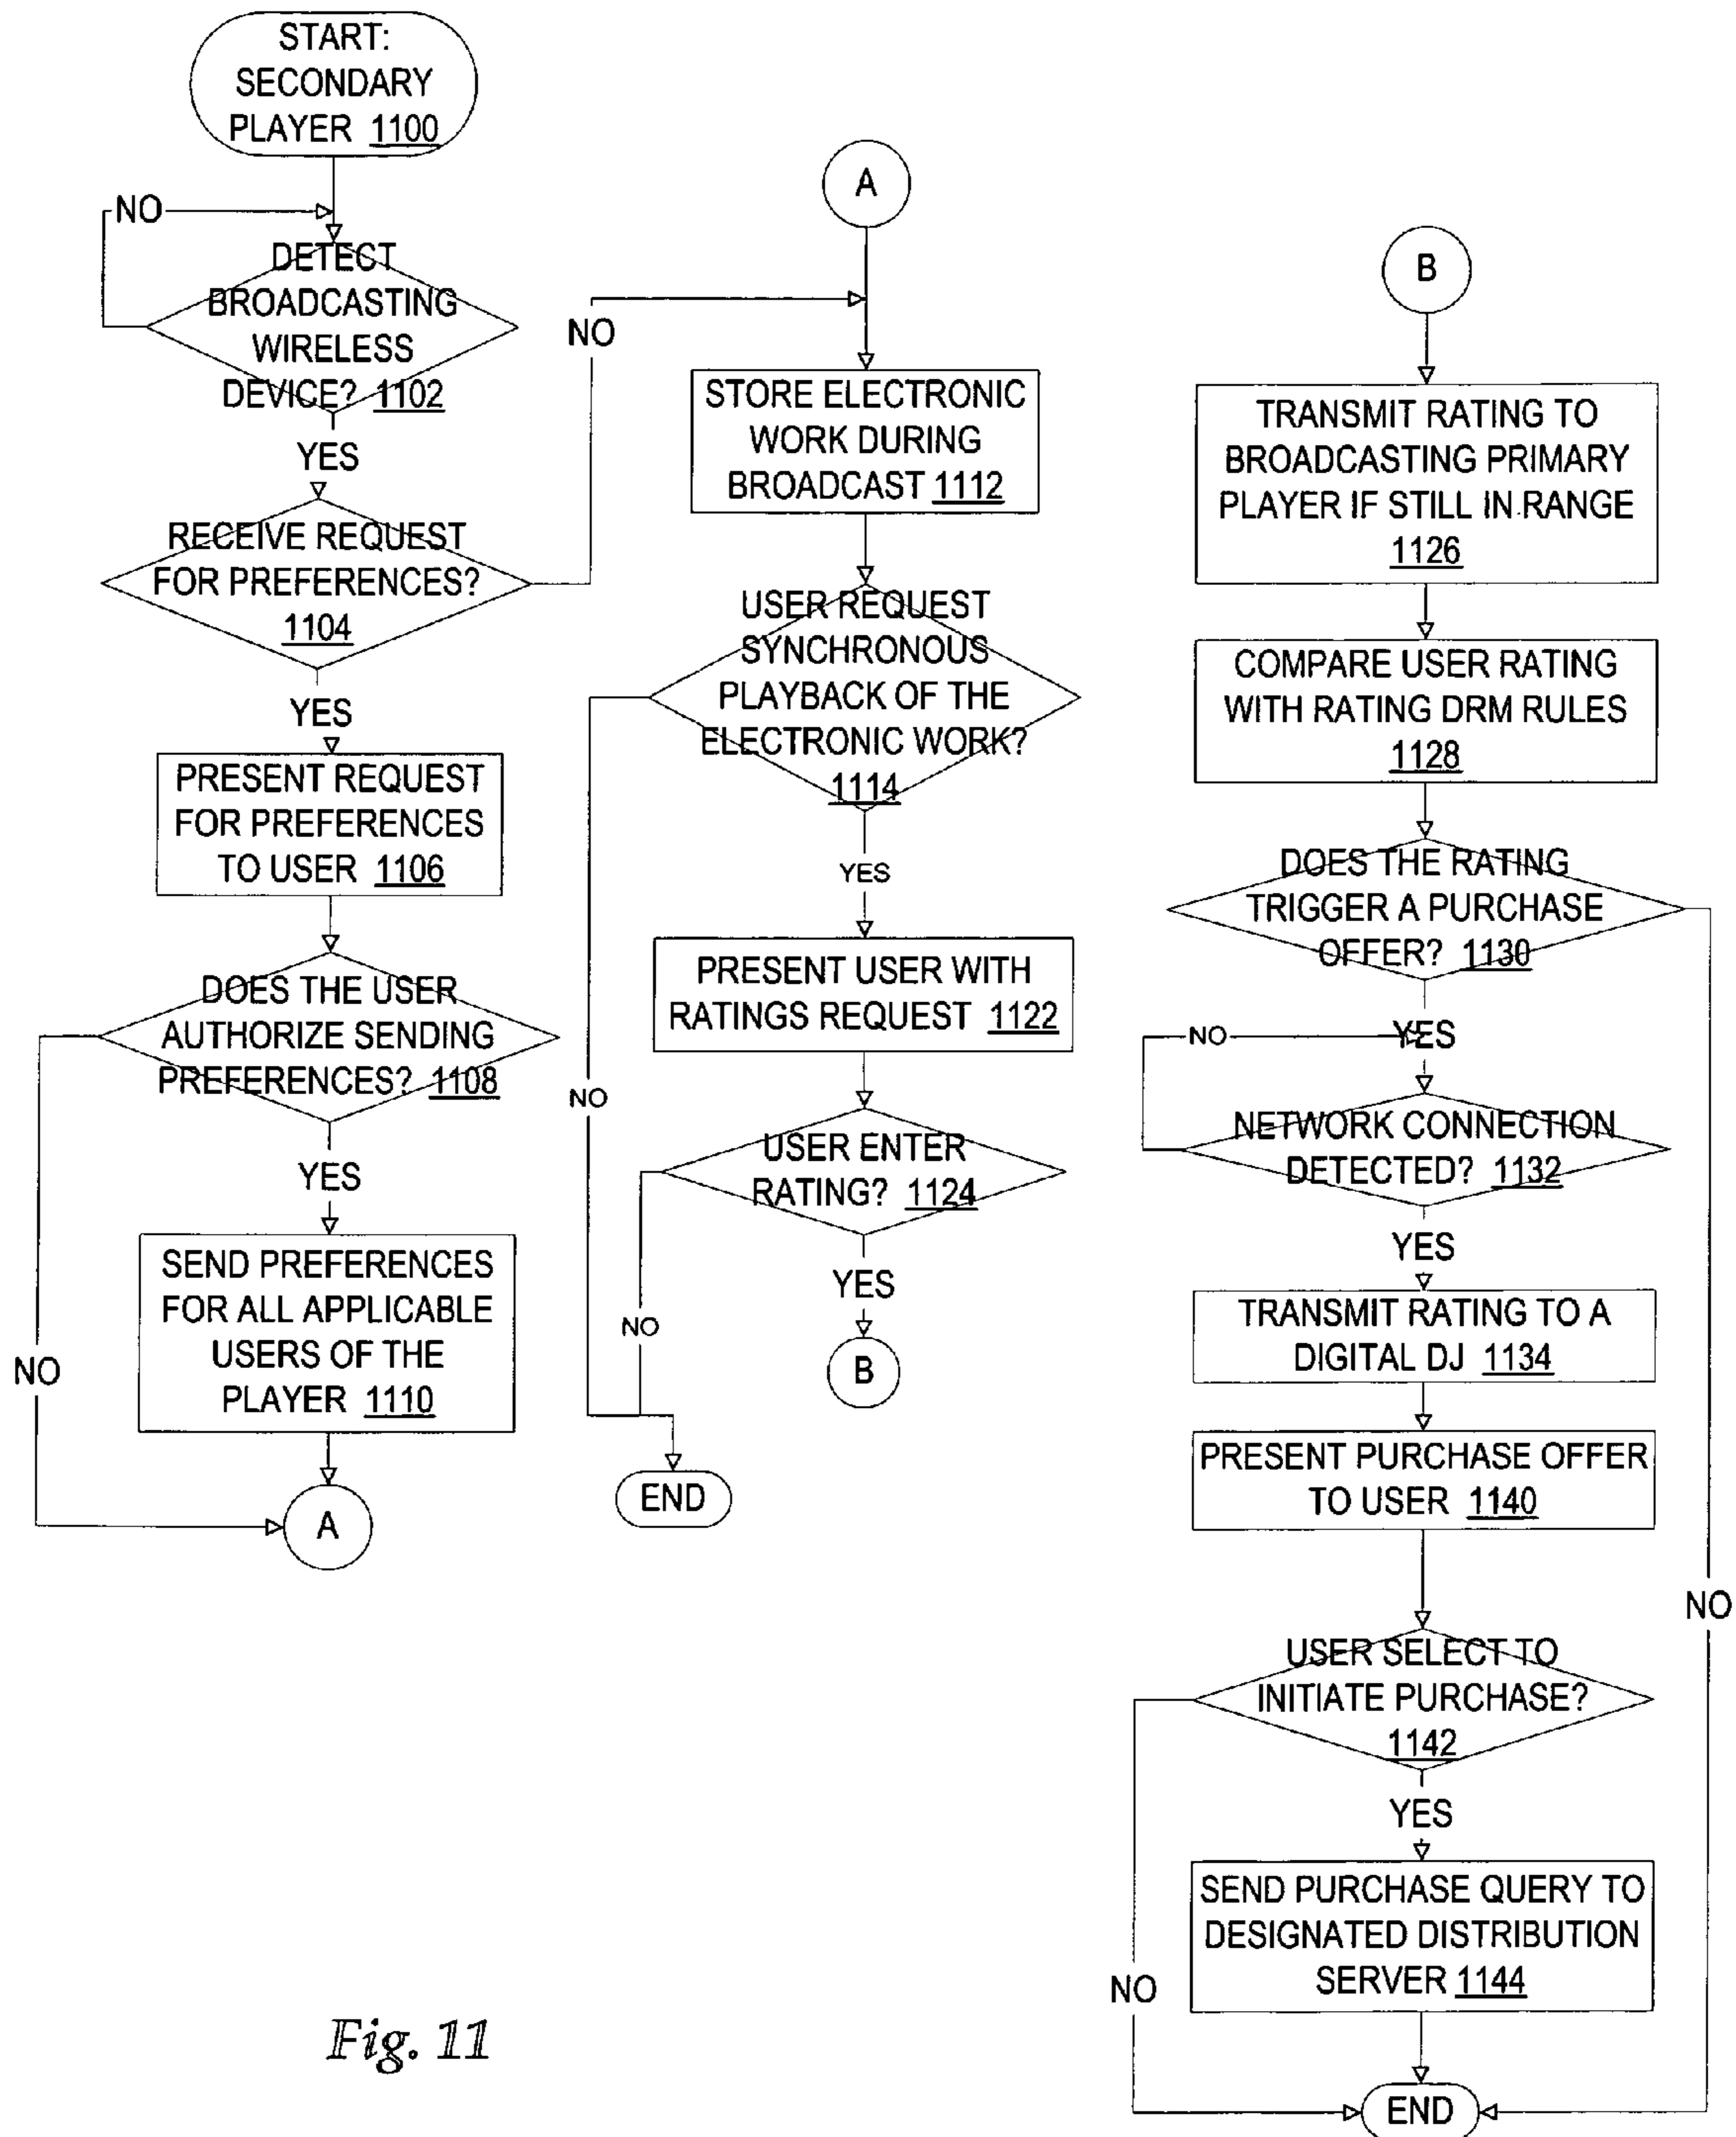 START:
SECONDARY
PLAYER 1100
NO
DETECT
BROADCASTING
WIRELESS
DEVICE? 1102
YES
RECEIVE REQUEST
FOR PREFERENCES?
1104
NO
YES
PRESENT REQUEST
FOR PREFERENCES
TO USER 1106
DOES THE USER
AUTHORIZE SENDING
PREFERENCES? 1108
YES
SEND PREFERENCES
FOR ALL APPLICABLE
USERS OF THE
PLAYER 1110
NO
A
A
STORE ELECTRONIC
WORK DURING
BROADCAST 1112
USER REQUEST
SYNCHRONOUS
PLAYBACK OF THE
ELECTRONIC WORK?
1114
YES
PRESENT USER WITH
RATINGS REQUEST 1122
NO
USER ENTER
RATING? 1124
YES
NO
B
END
B
TRANSMIT RATING TO
BROADCASTING PRIMARY
PLAYER IF STILL IN RANGE
1126
COMPARE USER RATING
WITH RATING DRM RULES
1128
DOES THE RATING
TRIGGER A PURCHASE
OFFER? 1130
NO
YES
NETWORK CONNECTION
DETECTED? 1132
YES
TRANSMIT RATING TO A
DIGITAL DJ 1134
PRESENT PURCHASE OFFER
TO USER 1140
NO
USER SELECT TO
INITIATE PURCHASE?
1142
YES
SEND PURCHASE QUERY TO
DESIGNATED DISTRIBUTION
SERVER 1144
NO
END
Fig. 11